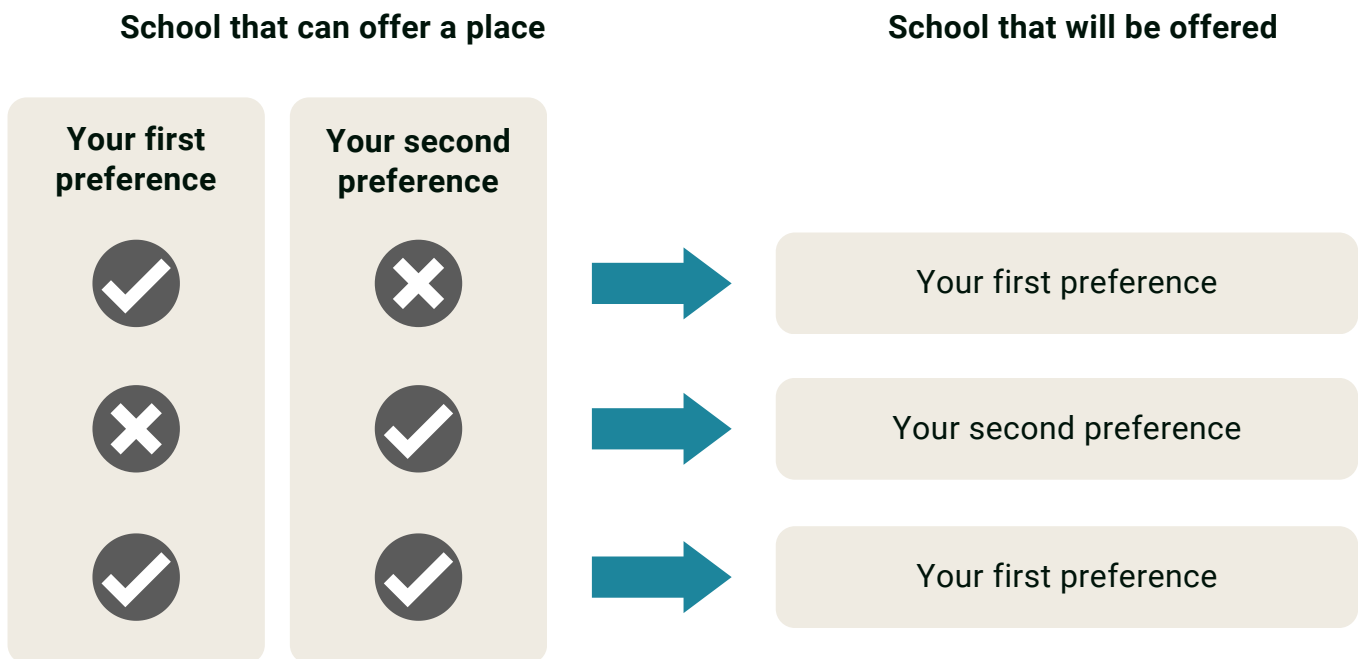 School that can offer a place
School that will be offered
Your first
preference
Your second
preference
Your first preference
Your second preference
Your first preference